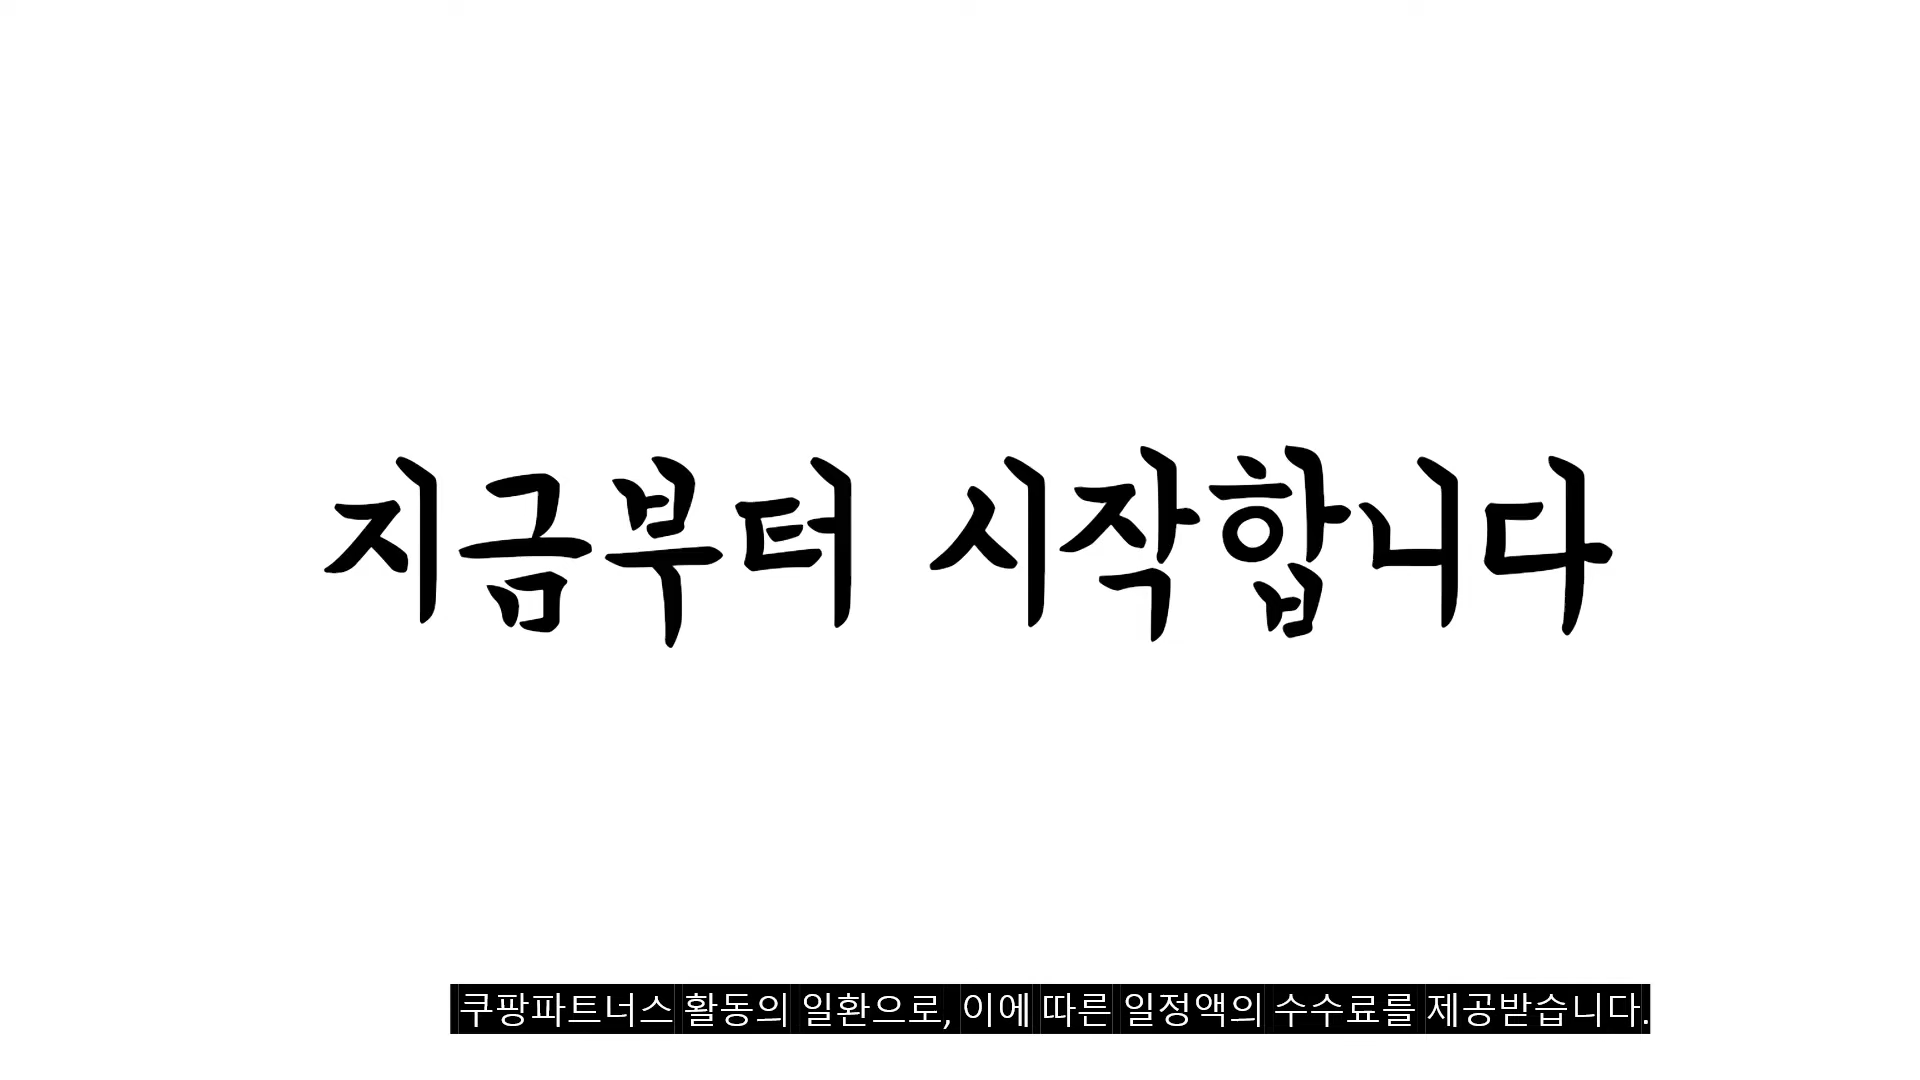 지금부터 시작합니다
쿠팡파트너스 활동의 일환으로, 이에 따른 일정액의 수수료를 제공받습니다.